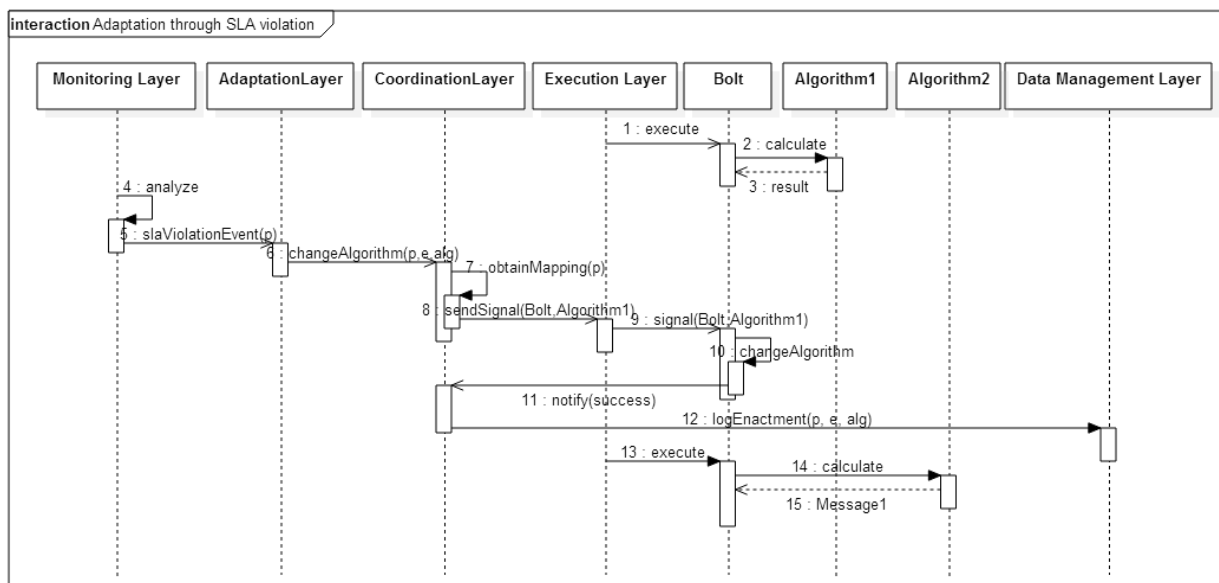 interaction Adaptation through SLA violation
Monitoring Layer
AdaptationLayer
CoordinationLayer
Execution Layer
Bolt
Algorithm1
Algorithm2
Data Management Layer
1 : execute
2 : calculate
3 : result
4 : analyze
5 : slaViolationEvent(p)
6 : changeAlgorithm(p,e,alg)
7 : obtainMapping(p)
8 : sendSignal(Bolt,Algorithm1)
9 : signal(Bolt,Algorithm1)
10 : changeAlgorithm
11 : notify(success)
12 : logEnactment(p, e, alg)
13 : execute
14 : calculate
15 : Message1